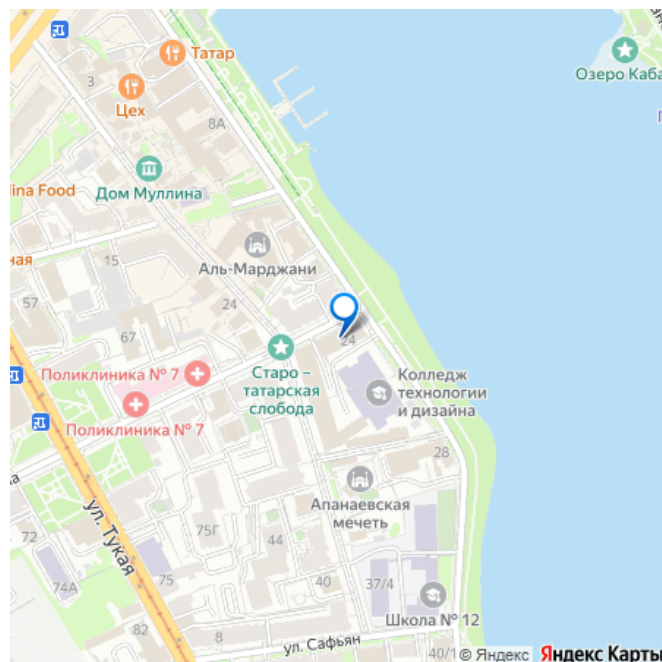 Татар
3
Цех
8А
Озеро Каба
Дом Муллина
ina Food
Аль-Марджани
ная
15
57
24
67
24
Старо –
татарская
слобода
Поликлиника № 7
Поликлиника № 7
Колледж
технологии
и дизайна
28
Апанаевская
мечеть
ул. Тукая
75Г
44
72
74А
75
40
37/4
Школа № 12
82
8
ул. Сафьян
40/1
© Яндекс Яндекс Карты